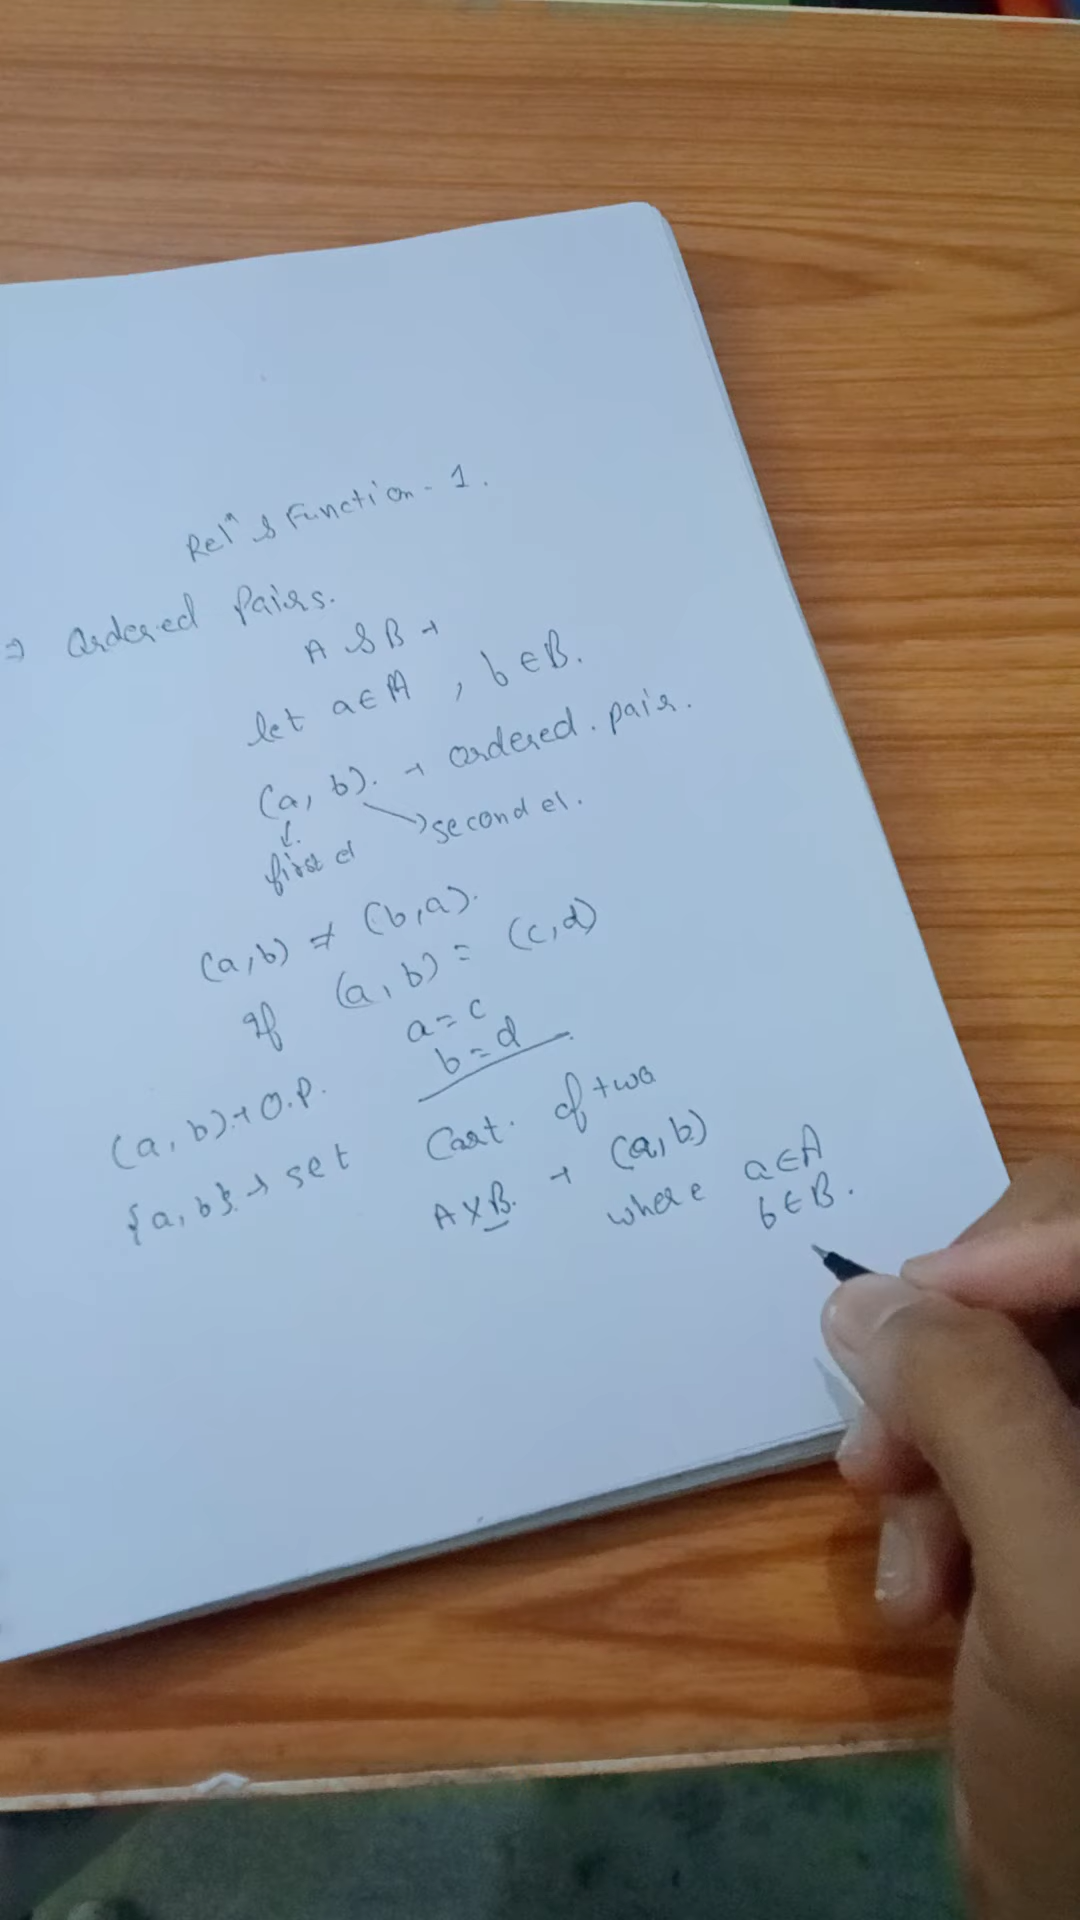 Relⁿ & Function - 1.
⇒ Ordered Pairs.
A & B →
let a ∈ A , b ∈ B.
(a, b). → ordered. pair.
first el → second el.
(a,b) ≠ (b,a).
If (a, b) = (c,d)
a = c
b = d
(a, b) → O.P.
{a, b} → set
Cart. of two
A X B. → (a, b)
where a ∈ A
b ∈ B.